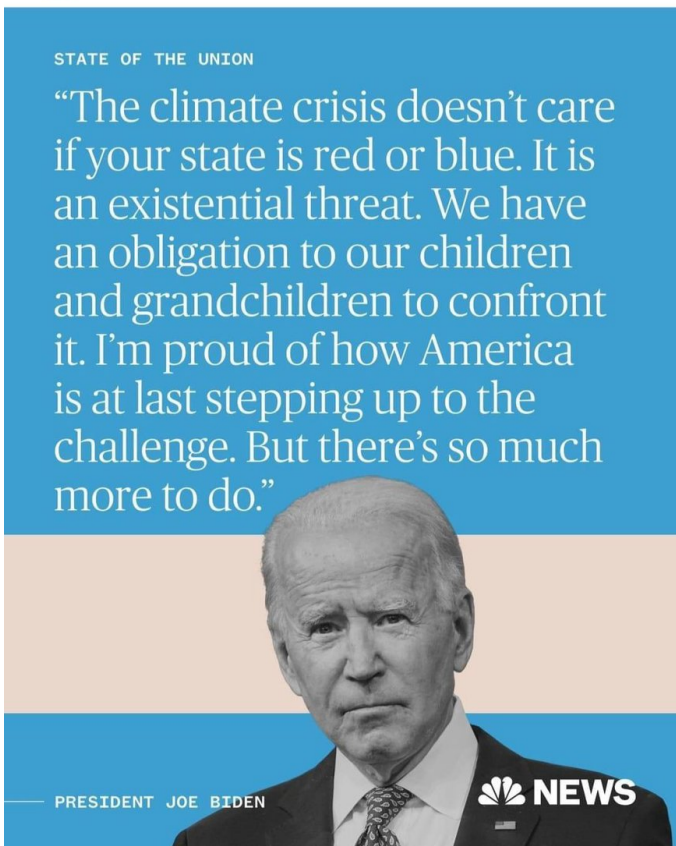 STATE OF THE UNION
“The climate crisis doesn’t care
if your state is red or blue. It is
an existential threat. We have
an obligation to our children
and grandchildren to confront
it. I’m proud of how America
is at last stepping up to the
challenge. But there’s so much
more to do.”
PRESIDENT JOE BIDEN
NEWS